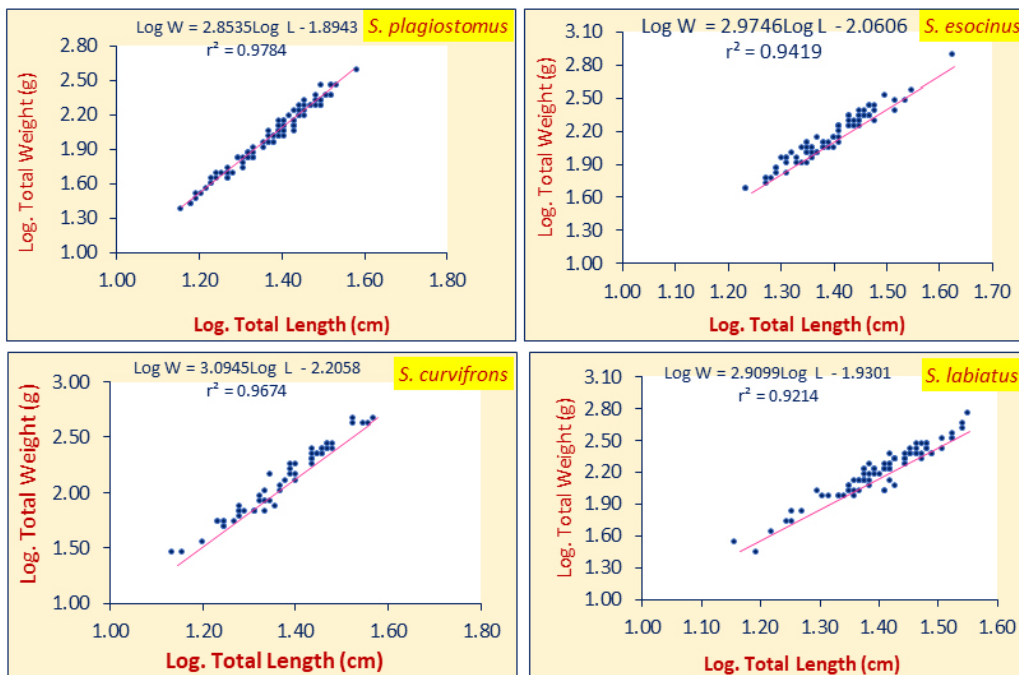 Log W = 2.8535Log L - 1.8943
r² = 0.9784
S. plagiostomus
Log. Total Weight (g)
2.80
2.50
2.20
1.90
1.60
1.30
1.00
1.00 1.20 1.40 1.60 1.80
Log. Total Length (cm)
Log W = 2.9746Log L - 2.0606
r² = 0.9419
S. esocinus
Log. Total Weight (g)
3.10
2.80
2.50
2.20
1.90
1.60
1.30
1.00
1.00 1.10 1.20 1.30 1.40 1.50 1.60 1.70
Log. Total Length (cm)
Log W = 3.0945Log L - 2.2058
r² = 0.9674
S. curvifrons
Log. Total Weight (g)
3.00
2.50
2.00
1.50
1.00
1.00 1.20 1.40 1.60 1.80
Log. Total Length (cm)
Log W = 2.9099Log L - 1.9301
r² = 0.9214
S. labiatus
Log. Total Weight (g)
3.10
2.80
2.50
2.20
1.90
1.60
1.30
1.00
1.00 1.10 1.20 1.30 1.40 1.50 1.60
Log. Total Length (cm)